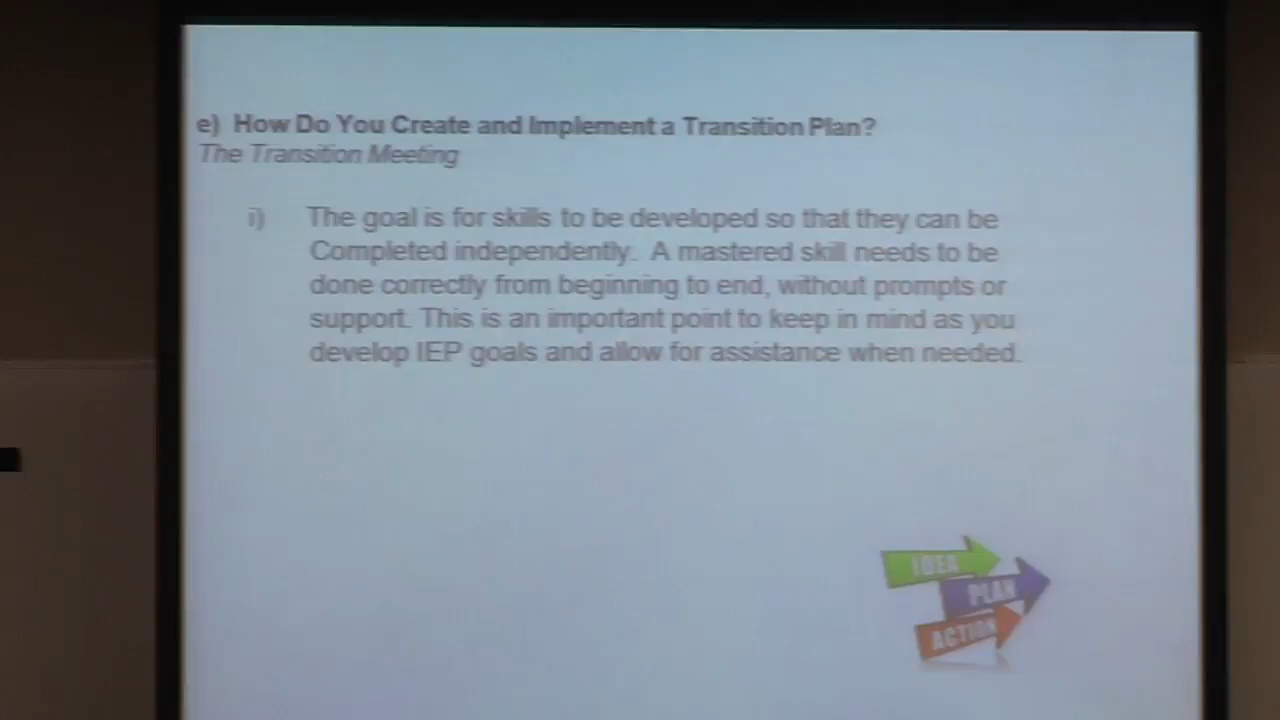 e) How Do You Create and Implement a Transition Plan?
The Transition Meeting
i) The goal is for skills to be developed so that they can be
Completed independently. A mastered skill needs to be
done correctly from beginning to end, without prompts or
support. This is an important point to keep in mind as you
develop IEP goals and allow for assistance when needed.
IDEA
PLAN
ACTION